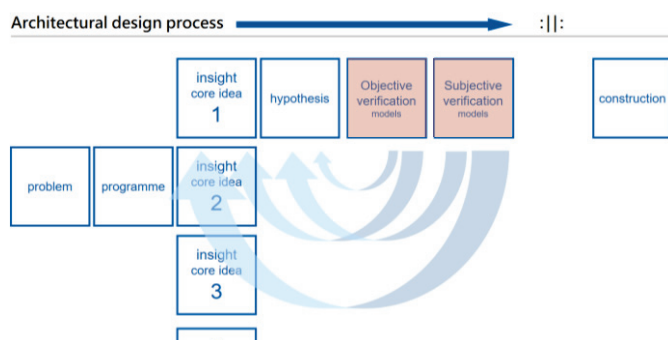 Architectural design process
:||:
insight
core idea
1
hypothesis
Objective
verification
models
Subjective
verification
models
construction
problem
programme
insight
core idea
2
insight
core idea
3